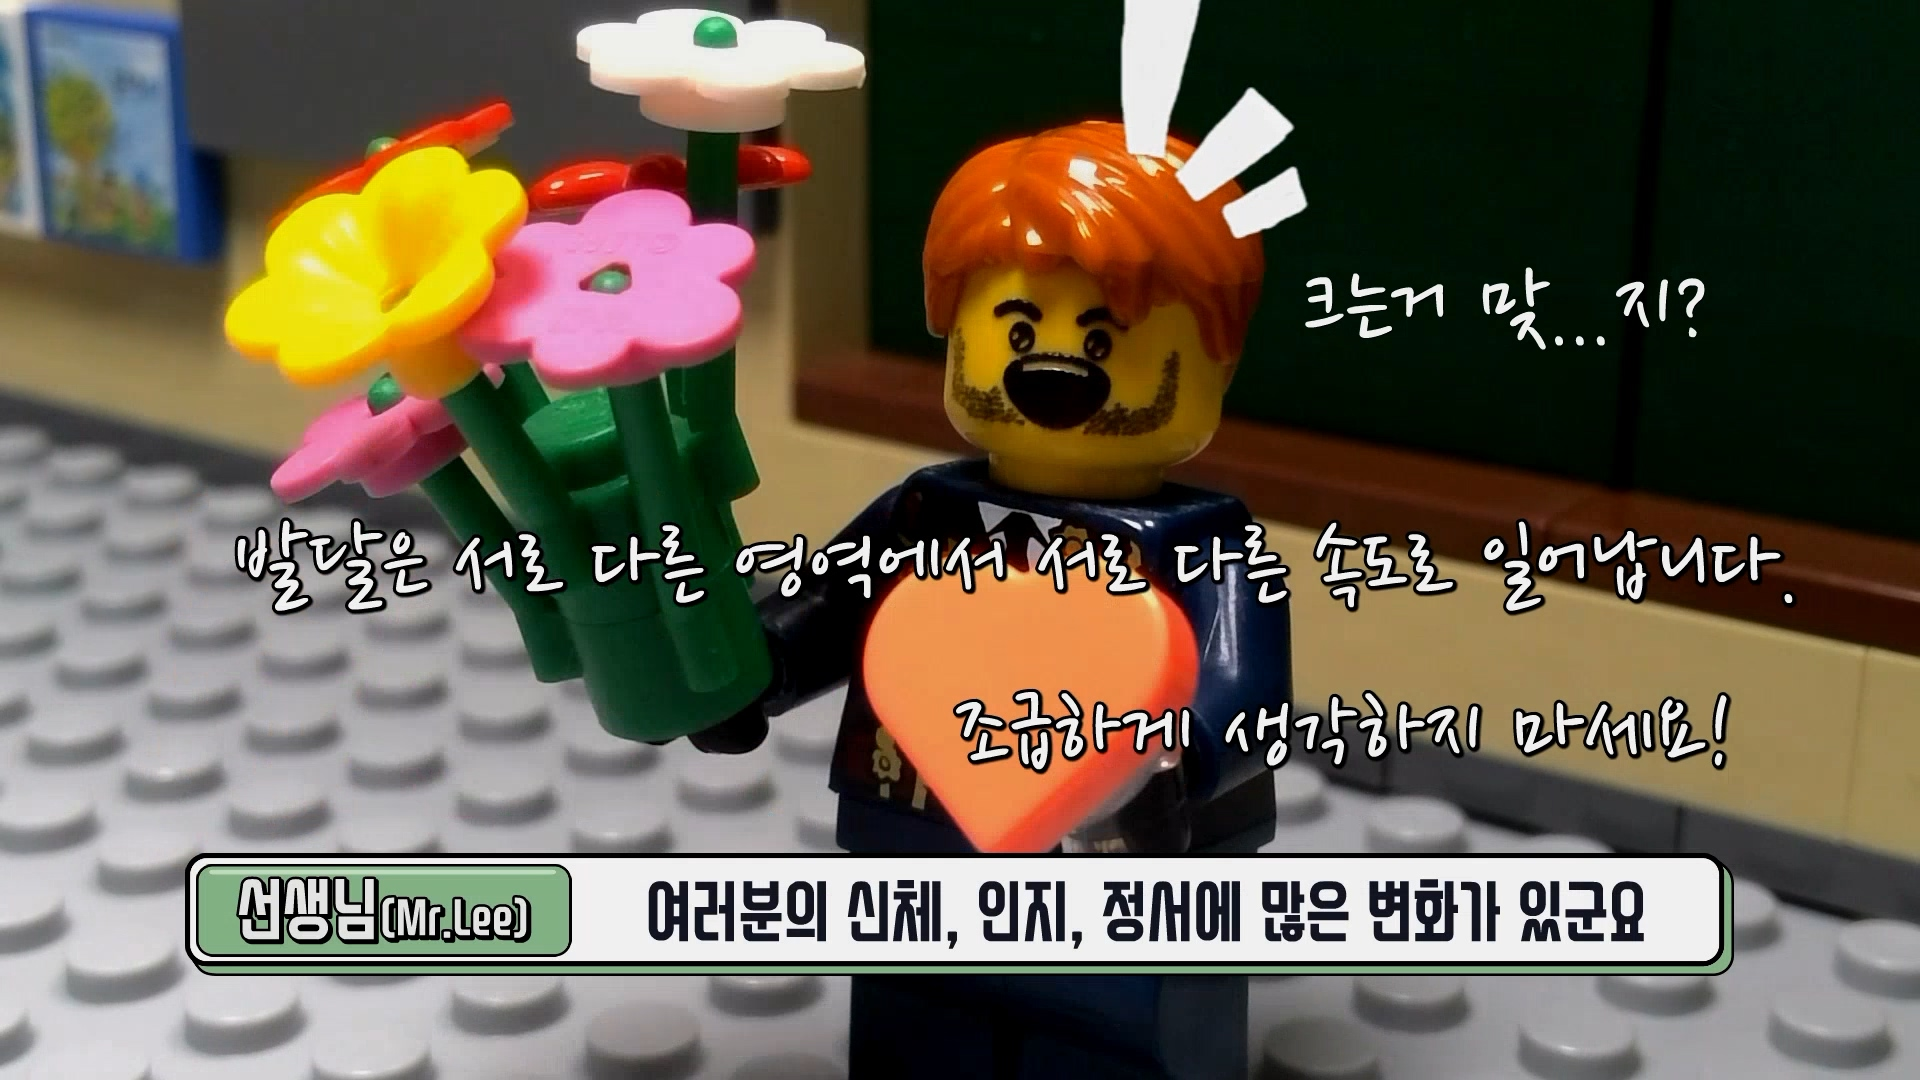 크는거 맞...지?
발달은 서로 다른 영역에서 서로 다른 속도로 일어납니다.
조급하게 생각하지 마세요!
선생님(Mr.Lee) 여러분의 신체, 인지, 정서에 많은 변화가 있군요